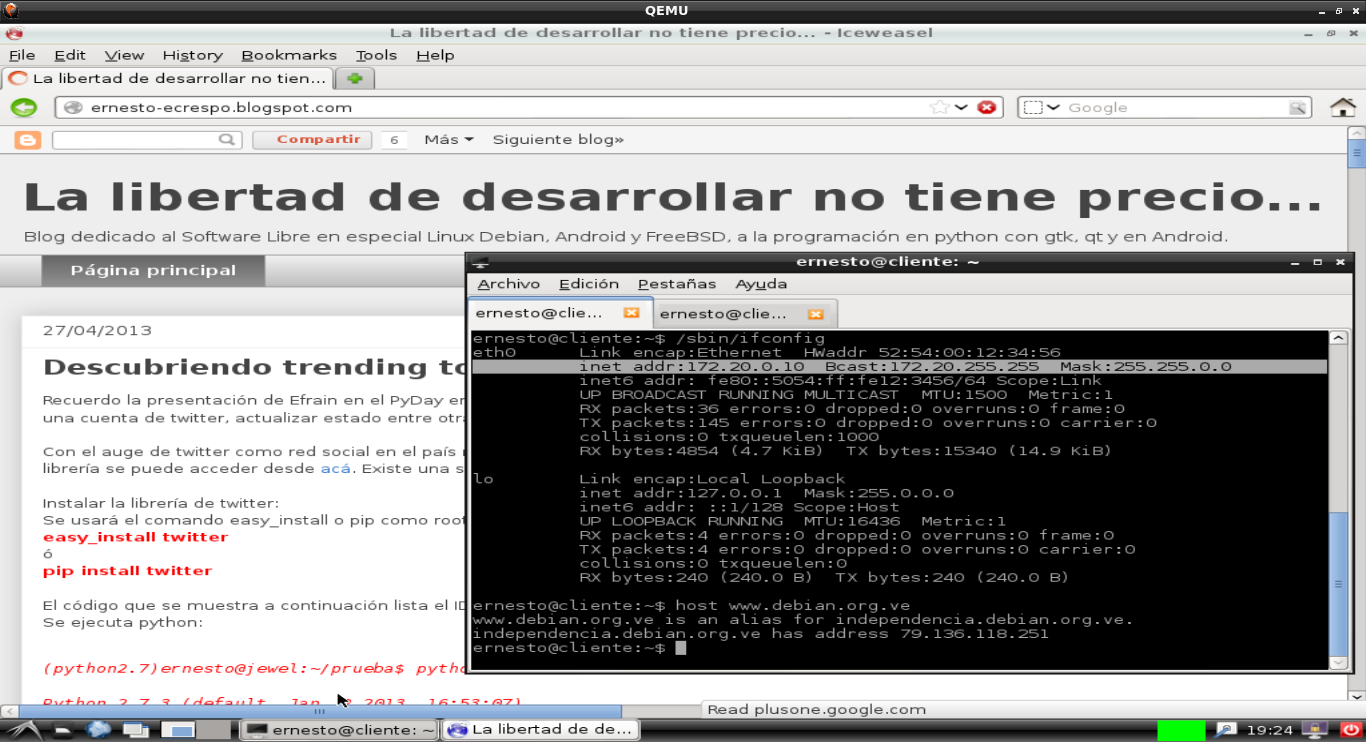 QEMU
La libertad de desarrollar no tiene precio... - Iceweasel
File Edit View History Bookmarks Tools Help
La libertad de desarrollar no tien...
ernesto-ecrespo.blogspot.com
Google
Compartir 6 Más Siguiente blog»
La libertad de desarrollar no tiene precio...
Blog dedicado al Software Libre en especial Linux Debian, Android y FreeBSD, a la programación en python con gtk, qt y en Android.
Página principal
27/04/2013
Descubriendo trending to
Recuerdo la presentación de Efrain en el PyDay en
una cuenta de twitter, actualizar estado entre otra
Con el auge de twitter como red social en el país
librería se puede acceder desde acá. Existe una s
Instalar la librería de twitter:
Se usará el comando easy_install o pip como root
easy_install twitter
ó
pip install twitter
El código que se muestra a continuación lista el ID
Se ejecuta python:
(python2.7)ernesto@jewel:~/prueba$ pytho
Python 2.7.3 (default, Jan 2013, 16:53:07)
ernesto@cliente: ~
Archivo Edición Pestañas Ayuda
ernesto@clie... ernesto@clie...
ernesto@cliente:~$ /sbin/ifconfig
eth0 Link encap:Ethernet HWaddr 52:54:00:12:34:56
inet addr:172.20.0.10 Bcast:172.20.255.255 Mask:255.255.0.0
inet6 addr: fe80::5054:ff:fe12:3456/64 Scope:Link
UP BROADCAST RUNNING MULTICAST MTU:1500 Metric:1
RX packets:36 errors:0 dropped:0 overruns:0 frame:0
TX packets:145 errors:0 dropped:0 overruns:0 carrier:0
collisions:0 txqueuelen:1000
RX bytes:4854 (4.7 KiB) TX bytes:15340 (14.9 KiB)
lo Link encap:Local Loopback
inet addr:127.0.0.1 Mask:255.0.0.0
inet6 addr: ::1/128 Scope:Host
UP LOOPBACK RUNNING MTU:16436 Metric:1
RX packets:4 errors:0 dropped:0 overruns:0 frame:0
TX packets:4 errors:0 dropped:0 overruns:0 carrier:0
collisions:0 txqueuelen:0
RX bytes:240 (240.0 B) TX bytes:240 (240.0 B)
ernesto@cliente:~$ host www.debian.org.ve
www.debian.org.ve is an alias for independencia.debian.org.ve.
independencia.debian.org.ve has address 79.136.118.251
ernesto@cliente:~$
Read plusone.google.com
ernesto@cliente: ~ La libertad de de... 19:24